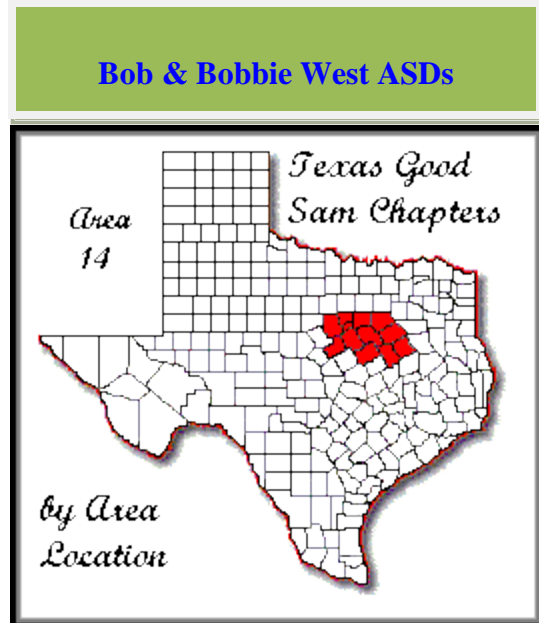 Bob & Bobbie West ASDs
Texas Good
Sam Chapters
Area
14
by Area
Location